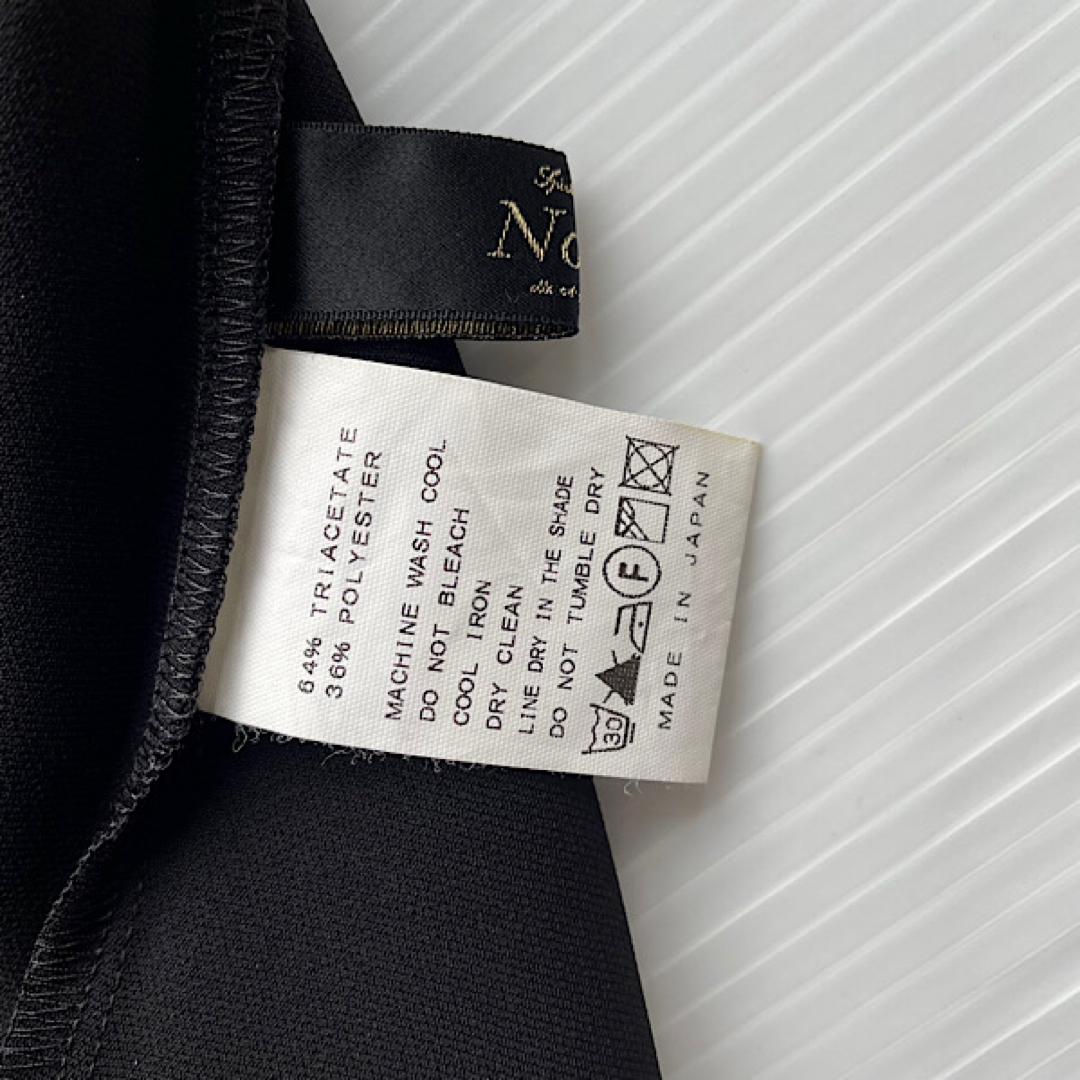 No
64% TRIACETATE
36% POLYESTER
MACHINE WASH COOL
DO NOT BLEACH
COOL IRON
DRY CLEAN
LINE DRY IN THE SHADE
DO NOT TUMBLE DRY
30 F
MADE IN JAPAN